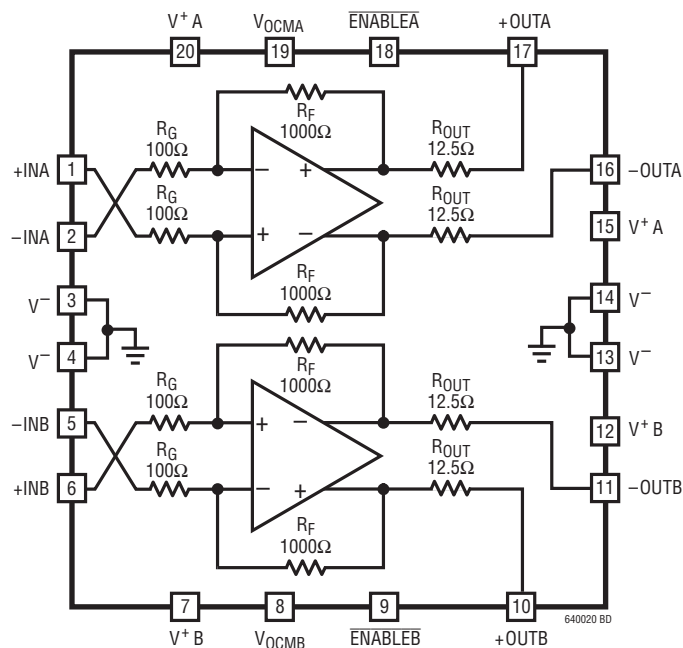 V+ A
VOCMA
ENABLEA
+OUTA
20
19
18
17
RF
1000Ω
RG
100Ω
ROUT
12.5Ω
+INA
1
−
+
16
−OUTA
RG
100Ω
ROUT
12.5Ω
−INA
2
+
−
15
V+ A
RF
1000Ω
V−
3
14
V−
V−
4
13
V−
RF
1000Ω
RG
100Ω
ROUT
12.5Ω
−INB
5
+
−
12
V+ B
RG
100Ω
ROUT
12.5Ω
+INB
6
−
+
11
−OUTB
RF
1000Ω
7
8
9
10
640020 BD
V+ B
VOCMB
ENABLEB
+OUTB